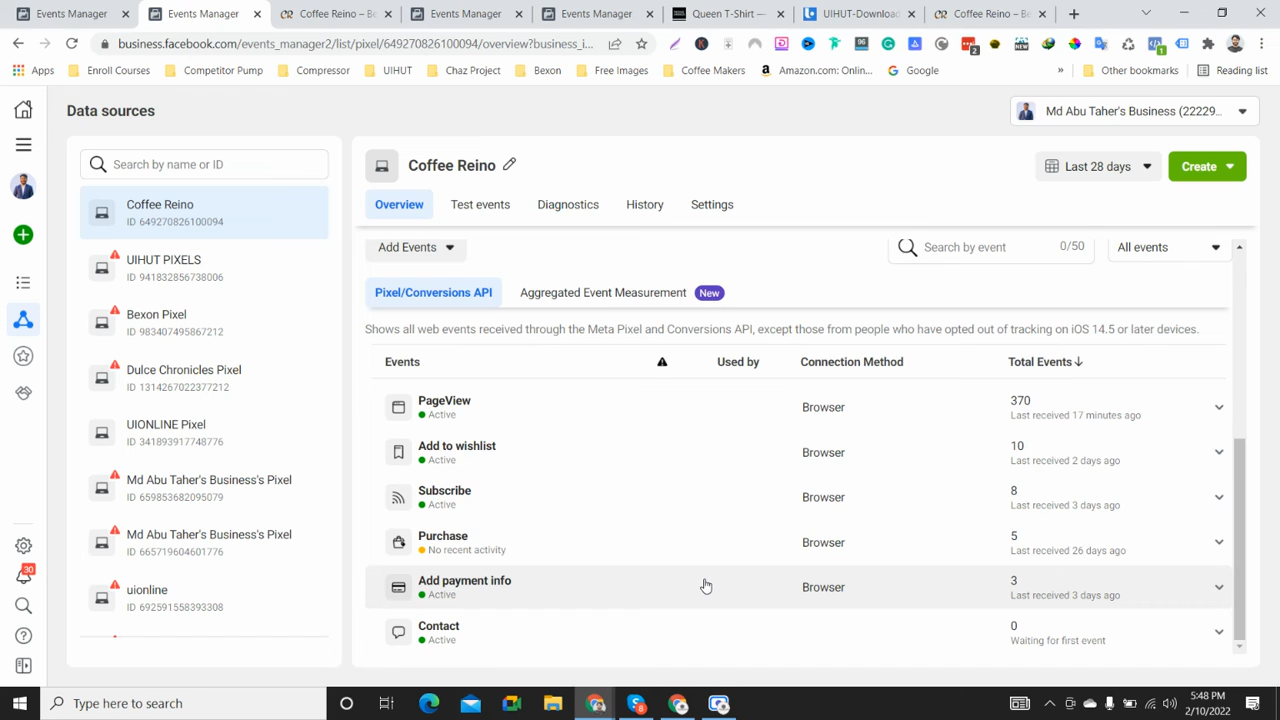 Events Manager
Events Manager
Coffee Reino – Be
Events Manager
Events Manager
Queen T-Shirt —
UIHUT-Download
Coffee Reino – Be
business.facebook.com/events_manager2/list/pixel/649270826100094/overview?business_i...
Apps
Enroll Courses
Competitor Pump
Compressor
UIHUT
Chaz Project
Bexon
Free Images
Coffee Makers
Amazon.com: Onlin...
Google
»
Other bookmarks
Reading list
Data sources
Md Abu Taher's Business (22229...
Search by name or ID
Coffee Reino
ID 649270826100094
UIHUT PIXELS
ID 941832856738006
Bexon Pixel
ID 983407495867212
Dulce Chronicles Pixel
ID 1314267022377212
UIONLINE Pixel
ID 341893917748776
Md Abu Taher's Business's Pixel
ID 659853682095079
Md Abu Taher's Business's Pixel
ID 665719604601776
uionline
ID 692591558393308
30
Coffee Reino
Last 28 days
Create
Overview
Test events
Diagnostics
History
Settings
Add Events
Search by event
0/50
All events
Pixel/Conversions API
Aggregated Event Measurement
New
Shows all web events received through the Meta Pixel and Conversions API, except those from people who have opted out of tracking on iOS 14.5 or later devices.
Events
Used by
Connection Method
Total Events
PageView
Active
Browser
370
Last received 17 minutes ago
Add to wishlist
Active
Browser
10
Last received 2 days ago
Subscribe
Active
Browser
8
Last received 3 days ago
Purchase
No recent activity
Browser
5
Last received 26 days ago
Add payment info
Active
Browser
3
Last received 3 days ago
Contact
Active
0
Waiting for first event
Type here to search
5:48 PM
2/10/2022